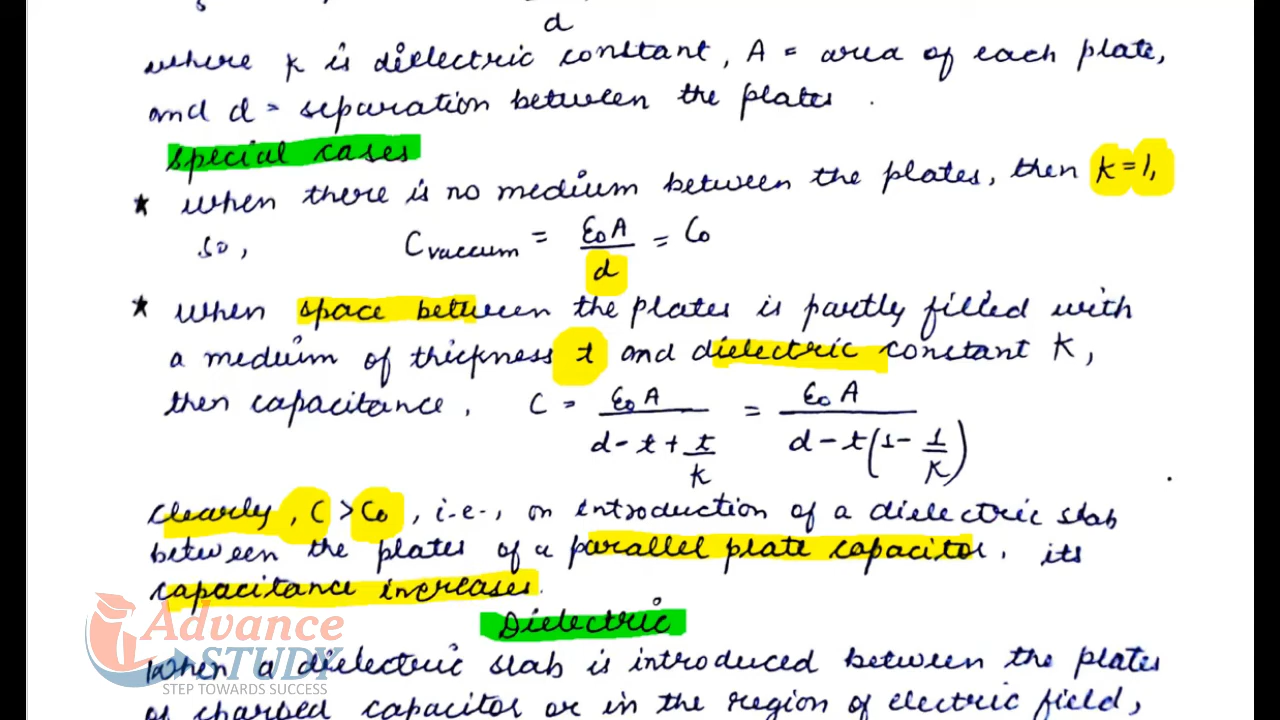 d
where K is dielectric constant, A = area of each plate,
and d = separation between the plates.
special cases
★ when there is no medium between the plates, then K = 1,
so, Cvaccum = ε₀A/d = C₀
★ when space between the plates is partly filled with
a medium of thickness t and dielectric constant K,
then capacitance, C = ε₀A/(d - t + t/K) = ε₀A/(d - t(1 - 1/K))
clearly, C > C₀, i.e., on introduction of a dielectric slab
between the plates of a parallel plate capacitor, its
capacitance increases.
Dielectric
When a dielectric slab is introduced between the plates
of charged capacitor or in the region of electric field,
Advance
STUDY
STEP TOWARDS SUCCESS